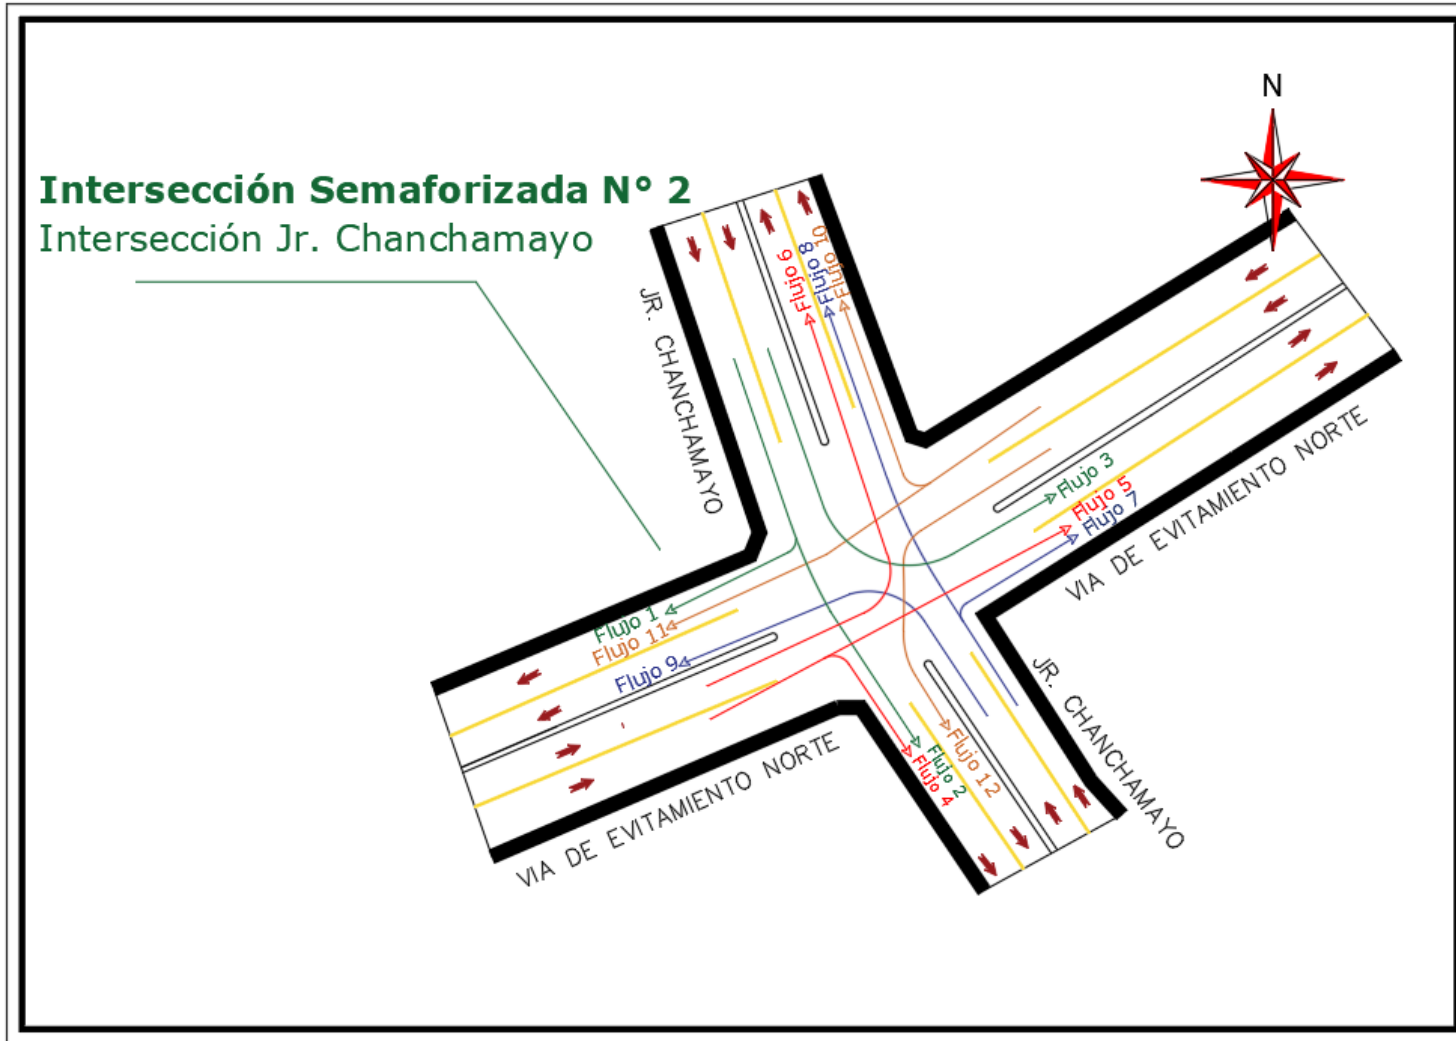 N
Intersección Semaforizada N° 2
Intersección Jr. Chanchamayo
JR. CHANCHAMAYO
Flujo 6
Flujo 8
Flujo 10
Flujo 3
Flujo 5
Flujo 7
VIA DE EVITAMIENTO NORTE
Flujo 1
Flujo 11
Flujo 9
VIA DE EVITAMIENTO NORTE
Flujo 12
Flujo 2
Flujo 4
JR. CHANCHAMAYO